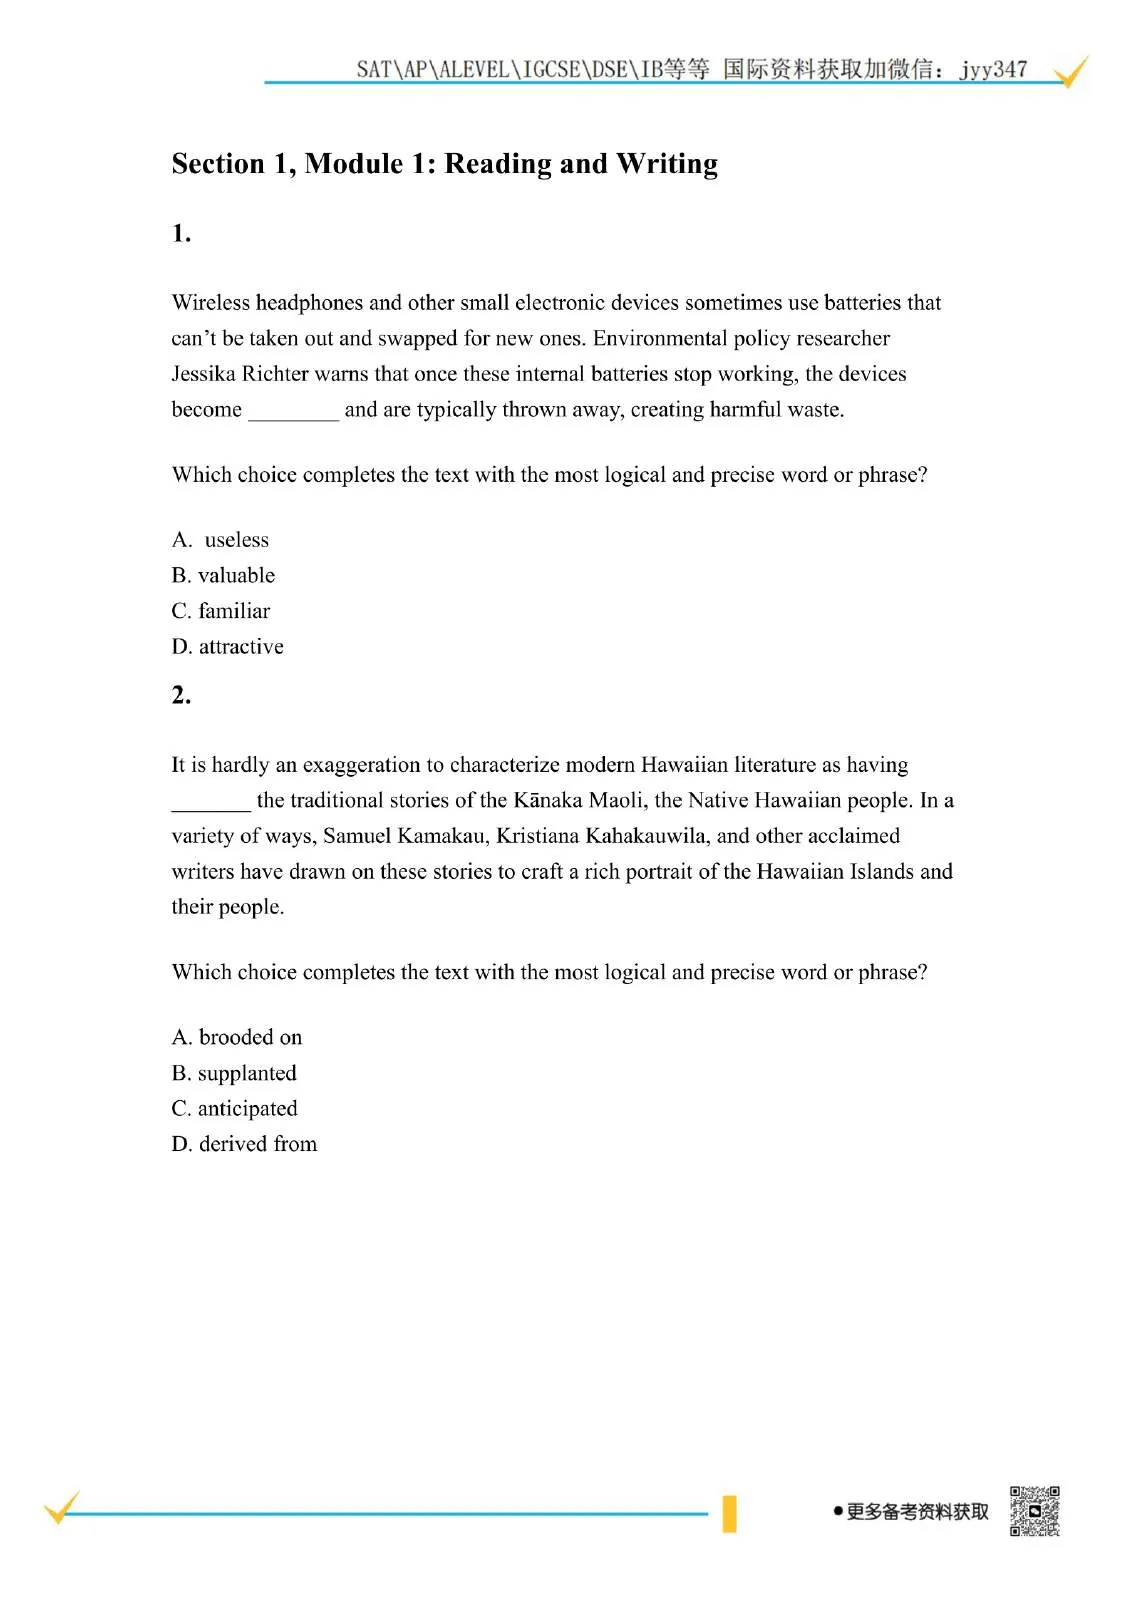 SAT\AP\ALEVEL\IGCSE\DSE\IB等等 国际资料获取加微信：jyy347
Section 1, Module 1: Reading and Writing
1.
Wireless headphones and other small electronic devices sometimes use batteries that
can’t be taken out and swapped for new ones. Environmental policy researcher
Jessika Richter warns that once these internal batteries stop working, the devices
become ________ and are typically thrown away, creating harmful waste.
Which choice completes the text with the most logical and precise word or phrase?
A. useless
B. valuable
C. familiar
D. attractive
2.
It is hardly an exaggeration to characterize modern Hawaiian literature as having
_______ the traditional stories of the Kānaka Maoli, the Native Hawaiian people. In a
variety of ways, Samuel Kamakau, Kristiana Kahakauwila, and other acclaimed
writers have drawn on these stories to craft a rich portrait of the Hawaiian Islands and
their people.
Which choice completes the text with the most logical and precise word or phrase?
A. brooded on
B. supplanted
C. anticipated
D. derived from
●更多备考资料获取